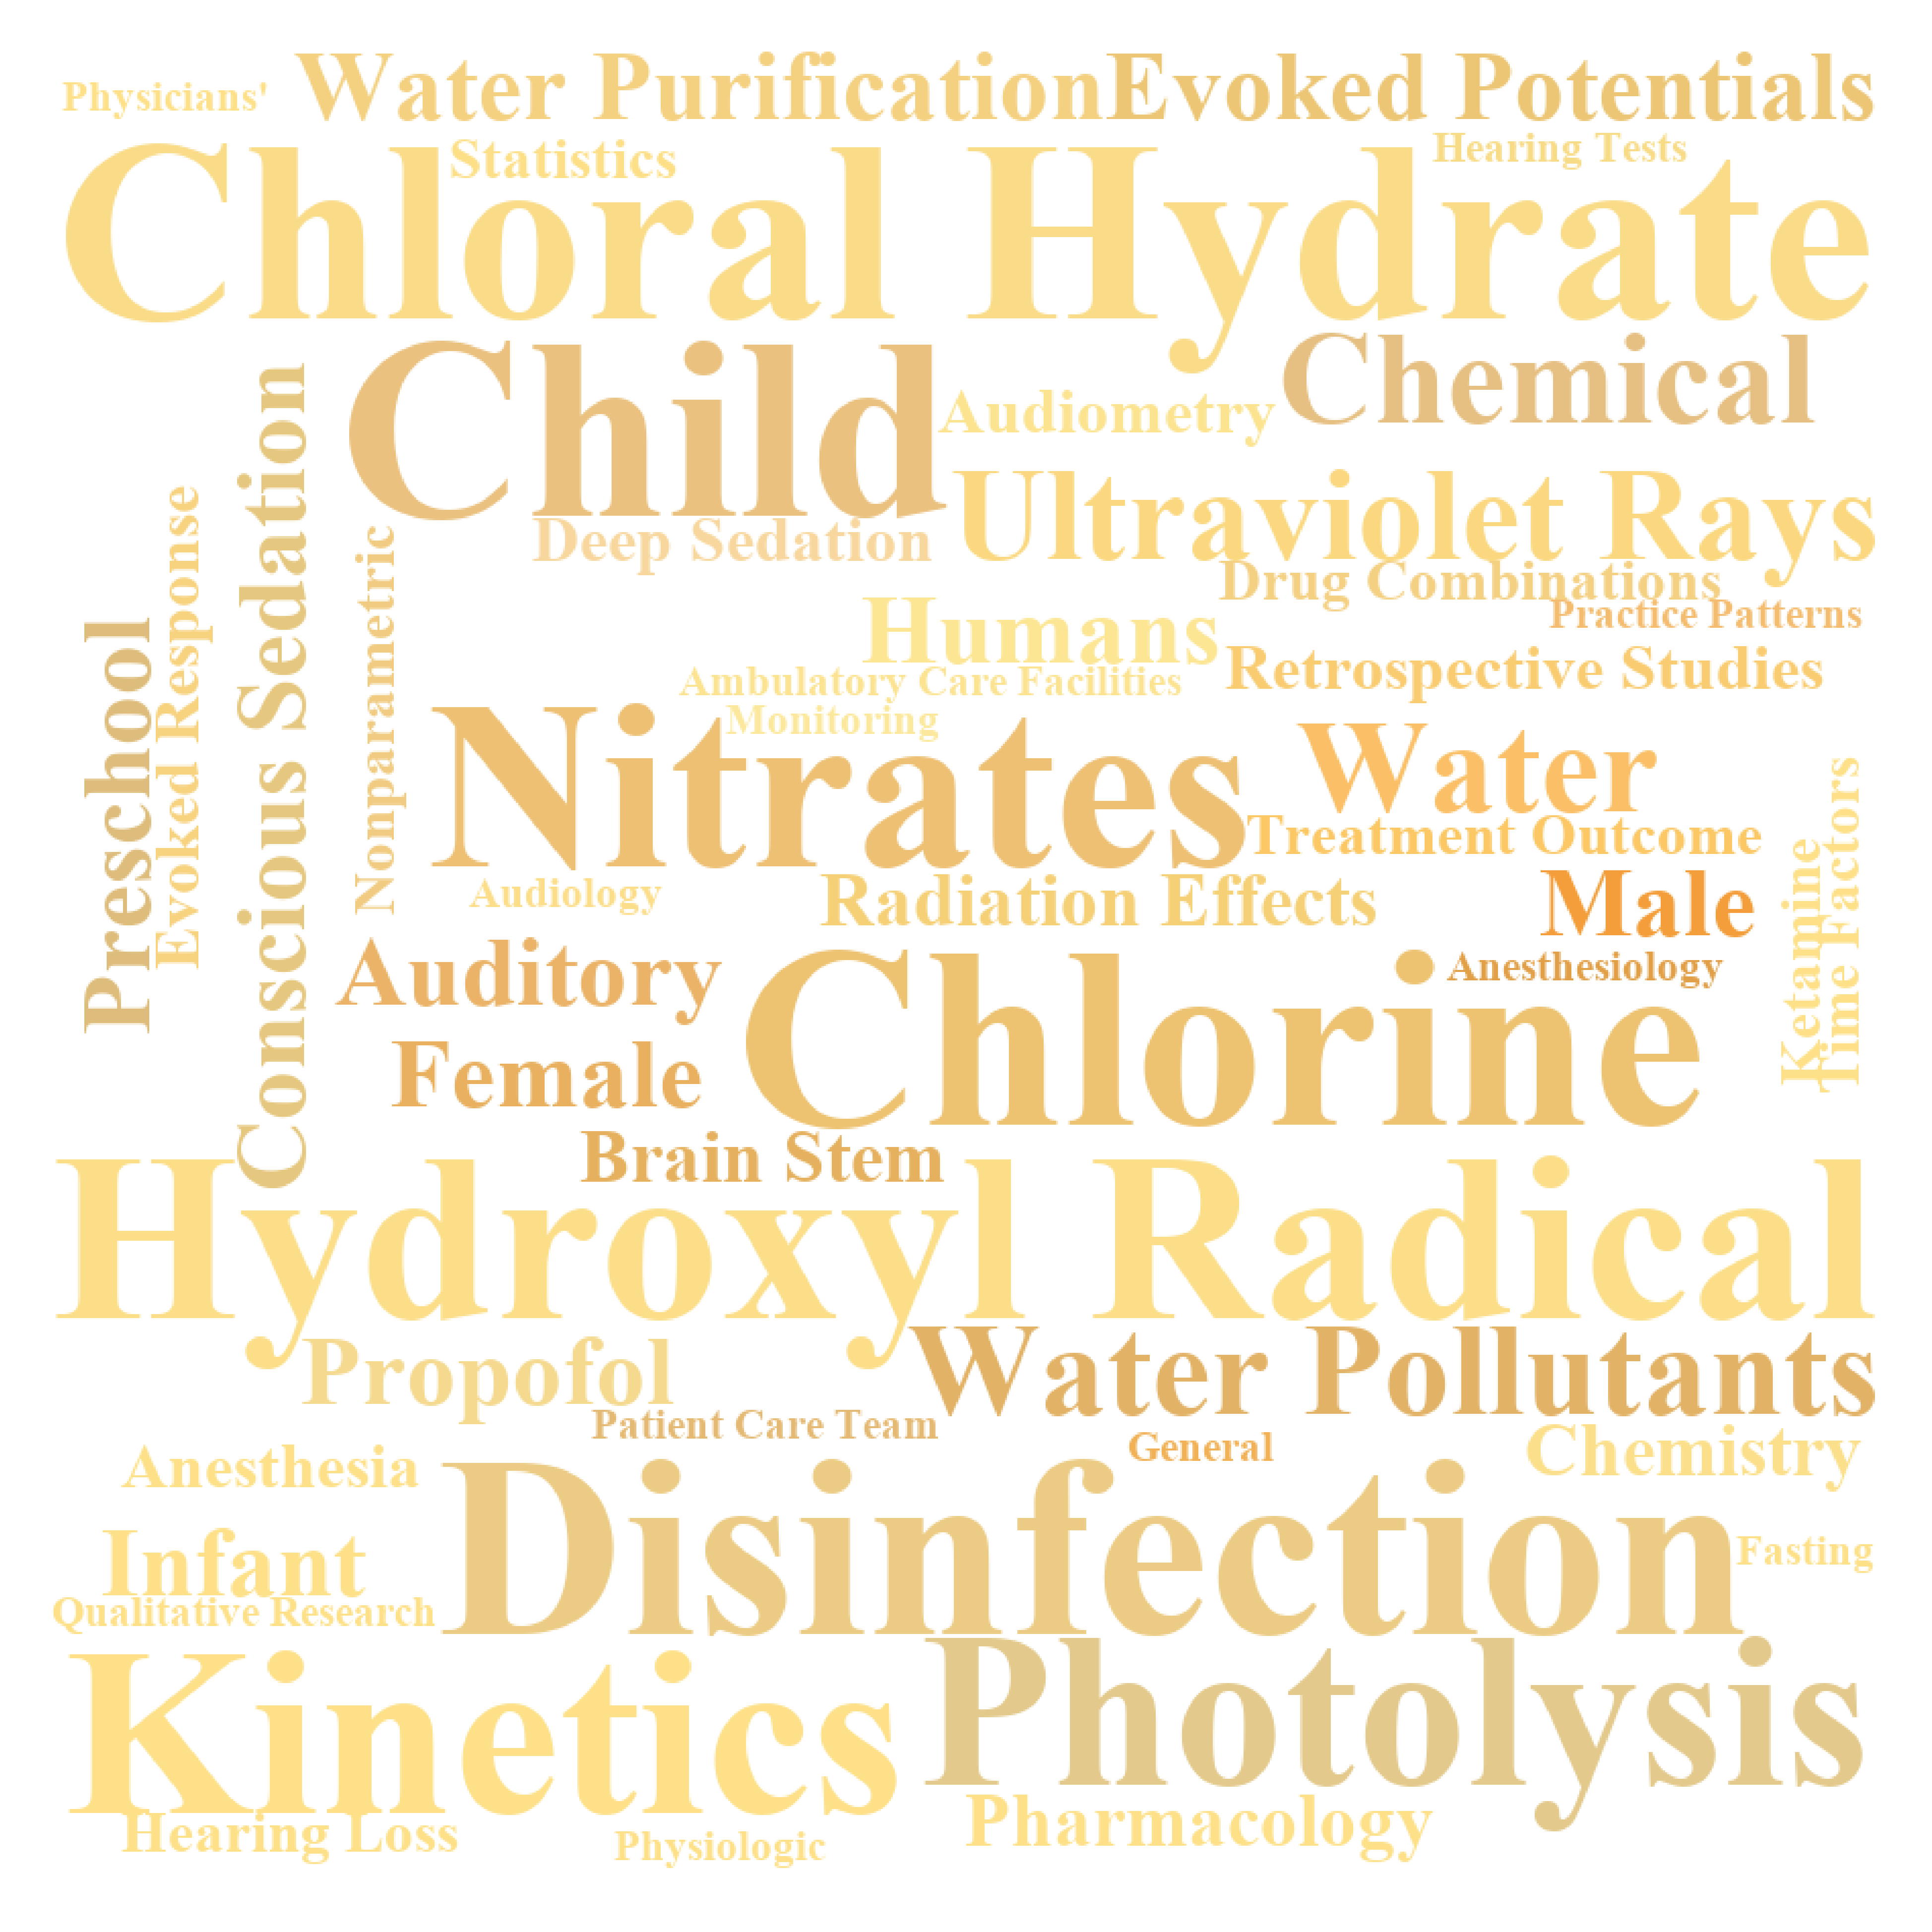 Physicians'
Water Purification
Evoked Potentials
Statistics
Hearing Tests
Chloral Hydrate
Child
Chemical
Audiometry
Ultraviolet Rays
Deep Sedation
Drug Combinations
Practice Patterns
Humans
Retrospective Studies
Ambulatory Care Facilities
Monitoring
Preschool
Evoked Response
Conscious Sedation
Nonparametric
Nitrates
Water
Treatment Outcome
Audiology
Radiation Effects
Male
Ketamine
Time Factors
Auditory
Anesthesiology
Chlorine
Female
Brain Stem
Hydroxyl Radical
Propofol
Water Pollutants
Patient Care Team
General
Chemistry
Anesthesia
Disinfection
Infant
Fasting
Qualitative Research
Kinetics
Photolysis
Hearing Loss
Physiologic
Pharmacology